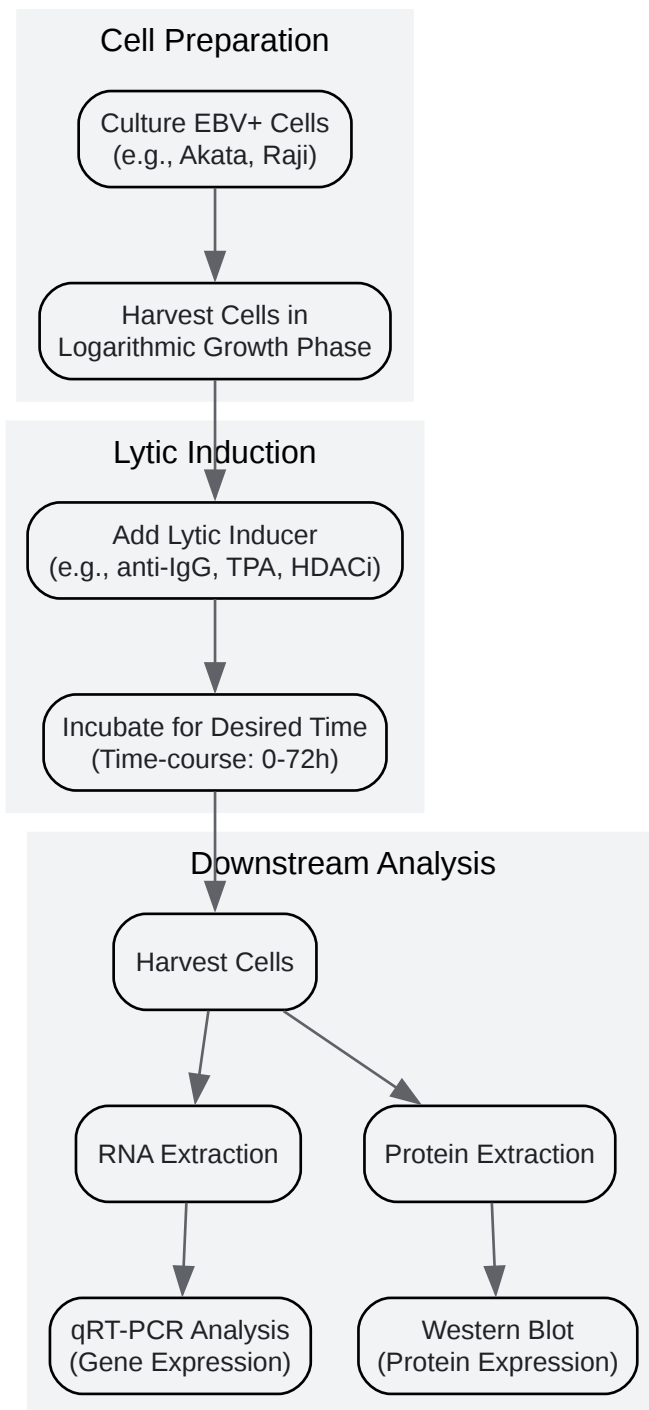 Cell Preparation
Culture EBV+ Cells
(e.g., Akata, Raji)
Harvest Cells in
Logarithmic Growth Phase
Lytic Induction
Add Lytic Inducer
(e.g., anti-IgG, TPA, HDACi)
Incubate for Desired Time
(Time-course: 0-72h)
Downstream Analysis
Harvest Cells
RNA Extraction
Protein Extraction
qRT-PCR Analysis
(Gene Expression)
Western Blot
(Protein Expression)